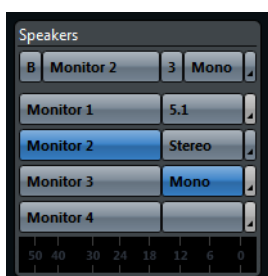 Speakers
B Monitor 2 3 Mono
Monitor 1 5.1
Monitor 2 Stereo
Monitor 3 Mono
Monitor 4
50 40 30 24 18 12 6 0